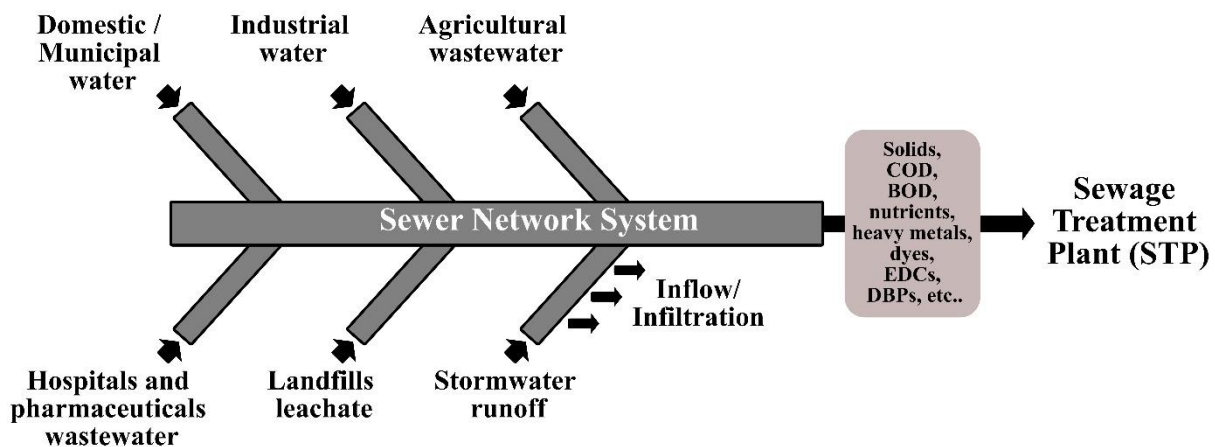 Domestic /
Municipal
water
Industrial
water
Agricultural
wastewater
Sewer Network System
Solids,
COD,
BOD,
nutrients,
heavy metals,
dyes,
EDCs,
DBPs, etc..
Sewage
Treatment
Plant (STP)
Inflow/
Infiltration
Hospitals and
pharmaceuticals
wastewater
Landfills
leachate
Stormwater
runoff